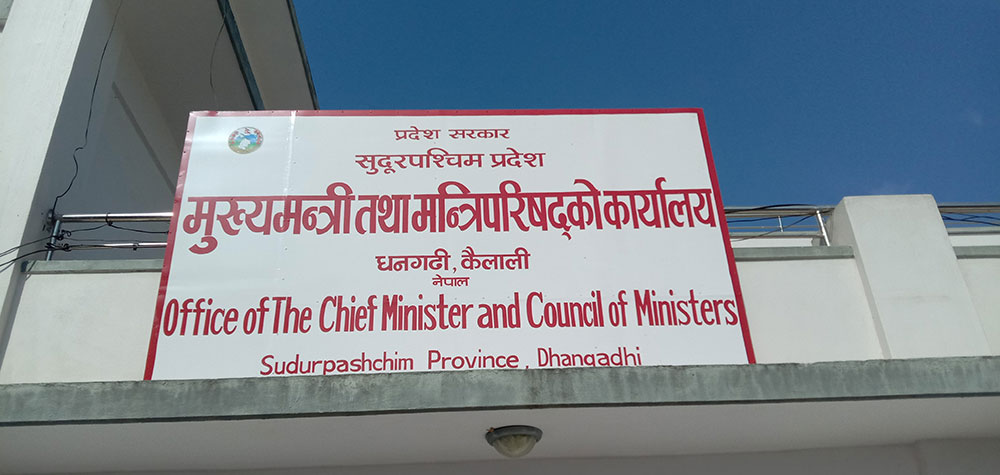 प्रदेश सरकार
सुदूरपश्चिम प्रदेश
मुख्यमन्त्री तथा मन्त्रिपरिषद्को कार्यालय
धनगढी, कैलाली
नेपाल
Office of The Chief Minister and Council of Ministers
Sudurpashchim Province, Dhangadhi